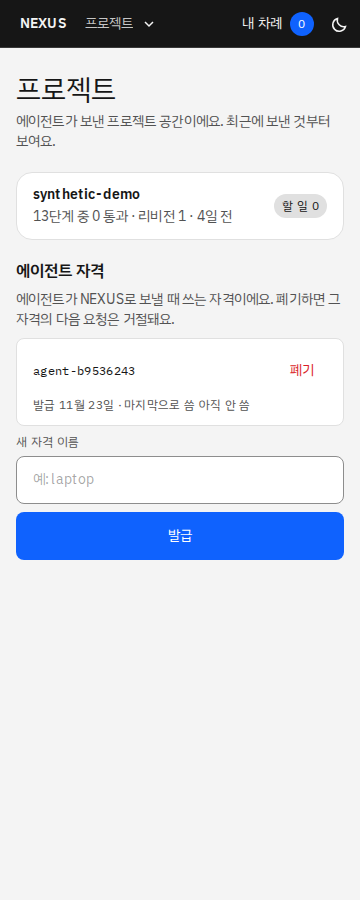 NEXUS 프로젝트 내 차례 0
프로젝트
에이전트가 보낸 프로젝트 공간이에요. 최근에 보낸 것부터
보여요.
synthetic-demo
13단계 중 0 통과 · 리비전 1 · 4일 전
할 일 0
에이전트 자격
에이전트가 NEXUS로 보낼 때 쓰는 자격이에요. 폐기하면 그
자격의 다음 요청은 거절돼요.
agent-b9536243
폐기
발급 11월 23일 · 마지막으로 씀 아직 안 씀
새 자격 이름
예: laptop
발급